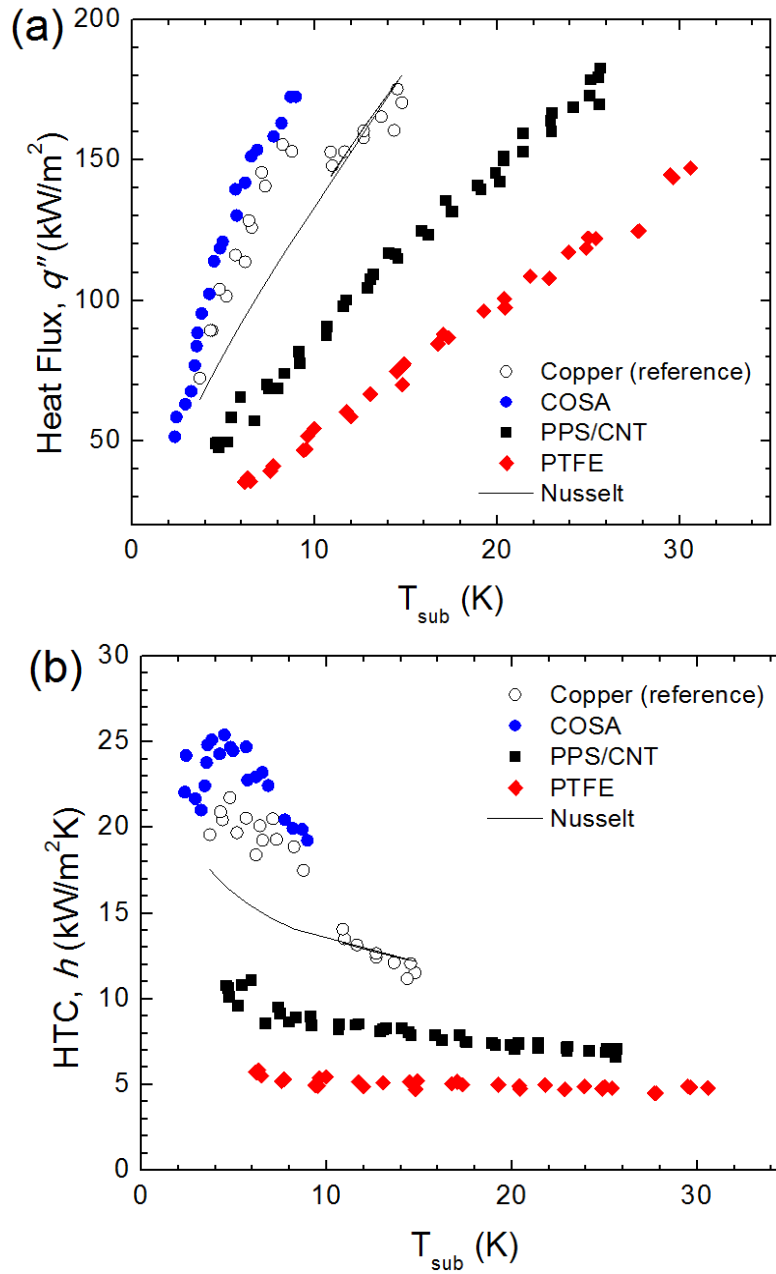 (a)
200
150
100
50
Heat Flux, q″ (kW/m²)
Copper (reference)
COSA
PPS/CNT
PTFE
Nusselt
0 10 20 30
T_sub (K)
(b)
30
25
20
15
10
5
0
HTC, h (kW/m²K)
Copper (reference)
COSA
PPS/CNT
PTFE
Nusselt
0 10 20 30
T_sub (K)